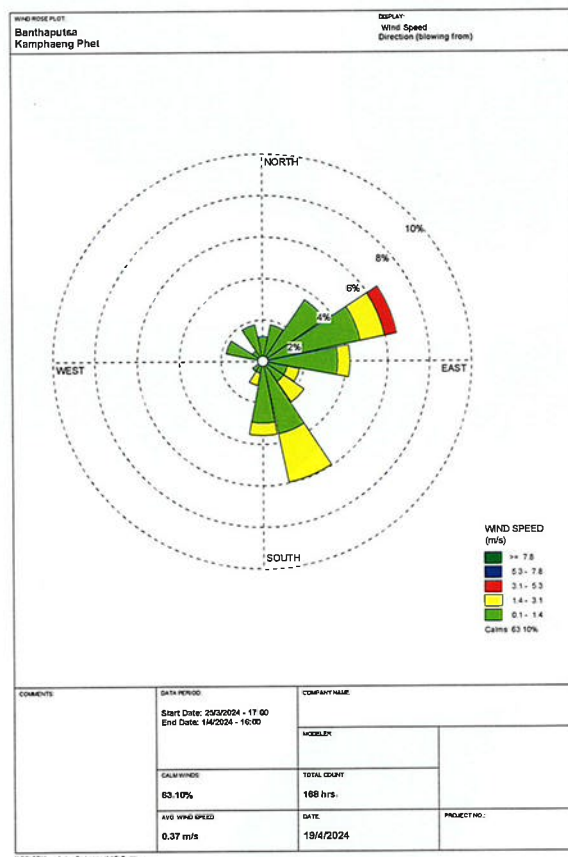 WIND ROSE PLOT:
Banthaputsa
Kamphaeng Phet
DISPLAY:
Wind Speed
Direction (blowing from)
NORTH
10%
8%
6%
4%
2%
WEST
EAST
SOUTH
WIND SPEED
(m/s)
>= 7.8
5.3 - 7.8
3.1 - 5.3
1.4 - 3.1
0.1 - 1.4
Calms: 63.10%
COMMENTS:
DATA PERIOD:
Start Date: 25/3/2024 - 17:00
End Date: 1/4/2024 - 16:00
COMPANY NAME:
MODELER:
CALM WINDS:
63.10%
TOTAL COUNT:
168 hrs.
AVG. WIND SPEED:
0.37 m/s
DATE:
19/4/2024
PROJECT NO.: